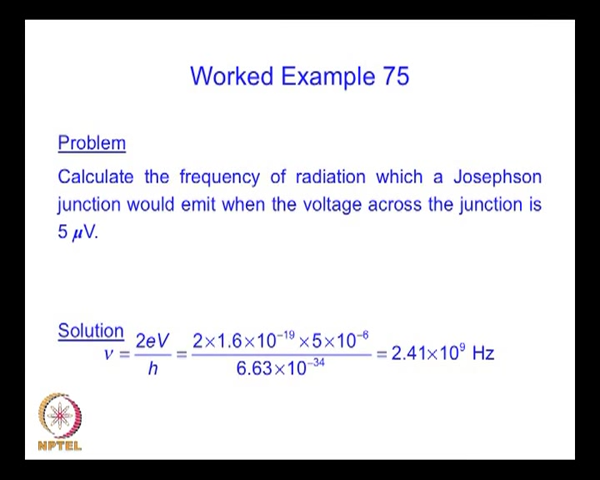 Worked Example 75
Problem
Calculate the frequency of radiation which a Josephson
junction would emit when the voltage across the junction is
5 μV.
Solution
ν = 2eV/h = 2×1.6×10⁻¹⁹×5×10⁻⁶/6.63×10⁻³⁴ = 2.41×10⁹ Hz
NPTEL